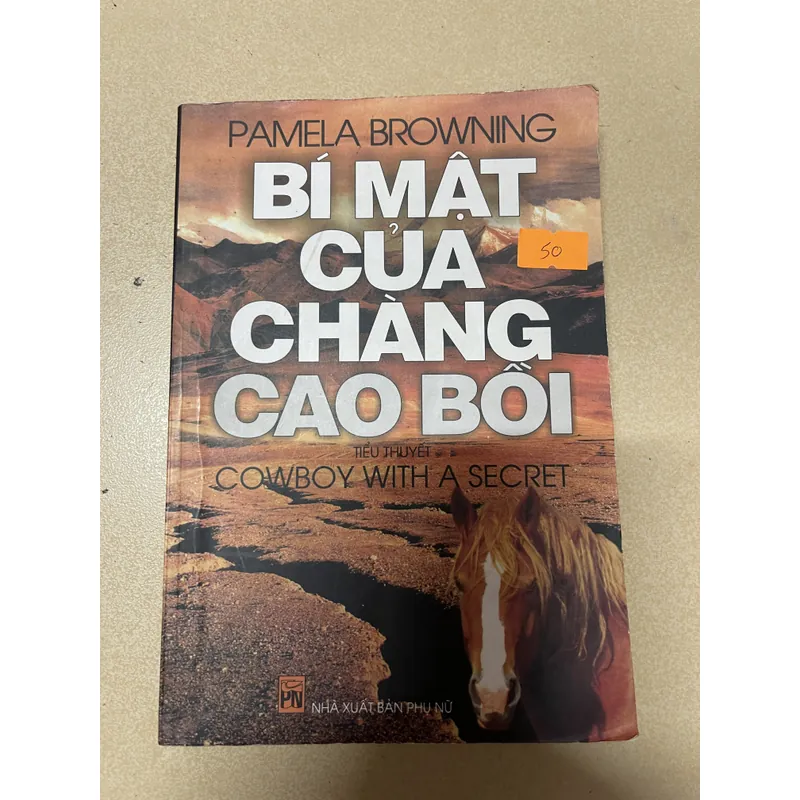 PAMELA BROWNING
BÍ MẬT
CỦA
50
CHÀNG
CAO BỒI
TIỂU THUYẾT
COWBOY WITH A SECRET
PN
NHÀ XUẤT BẢN PHỤ NỮ